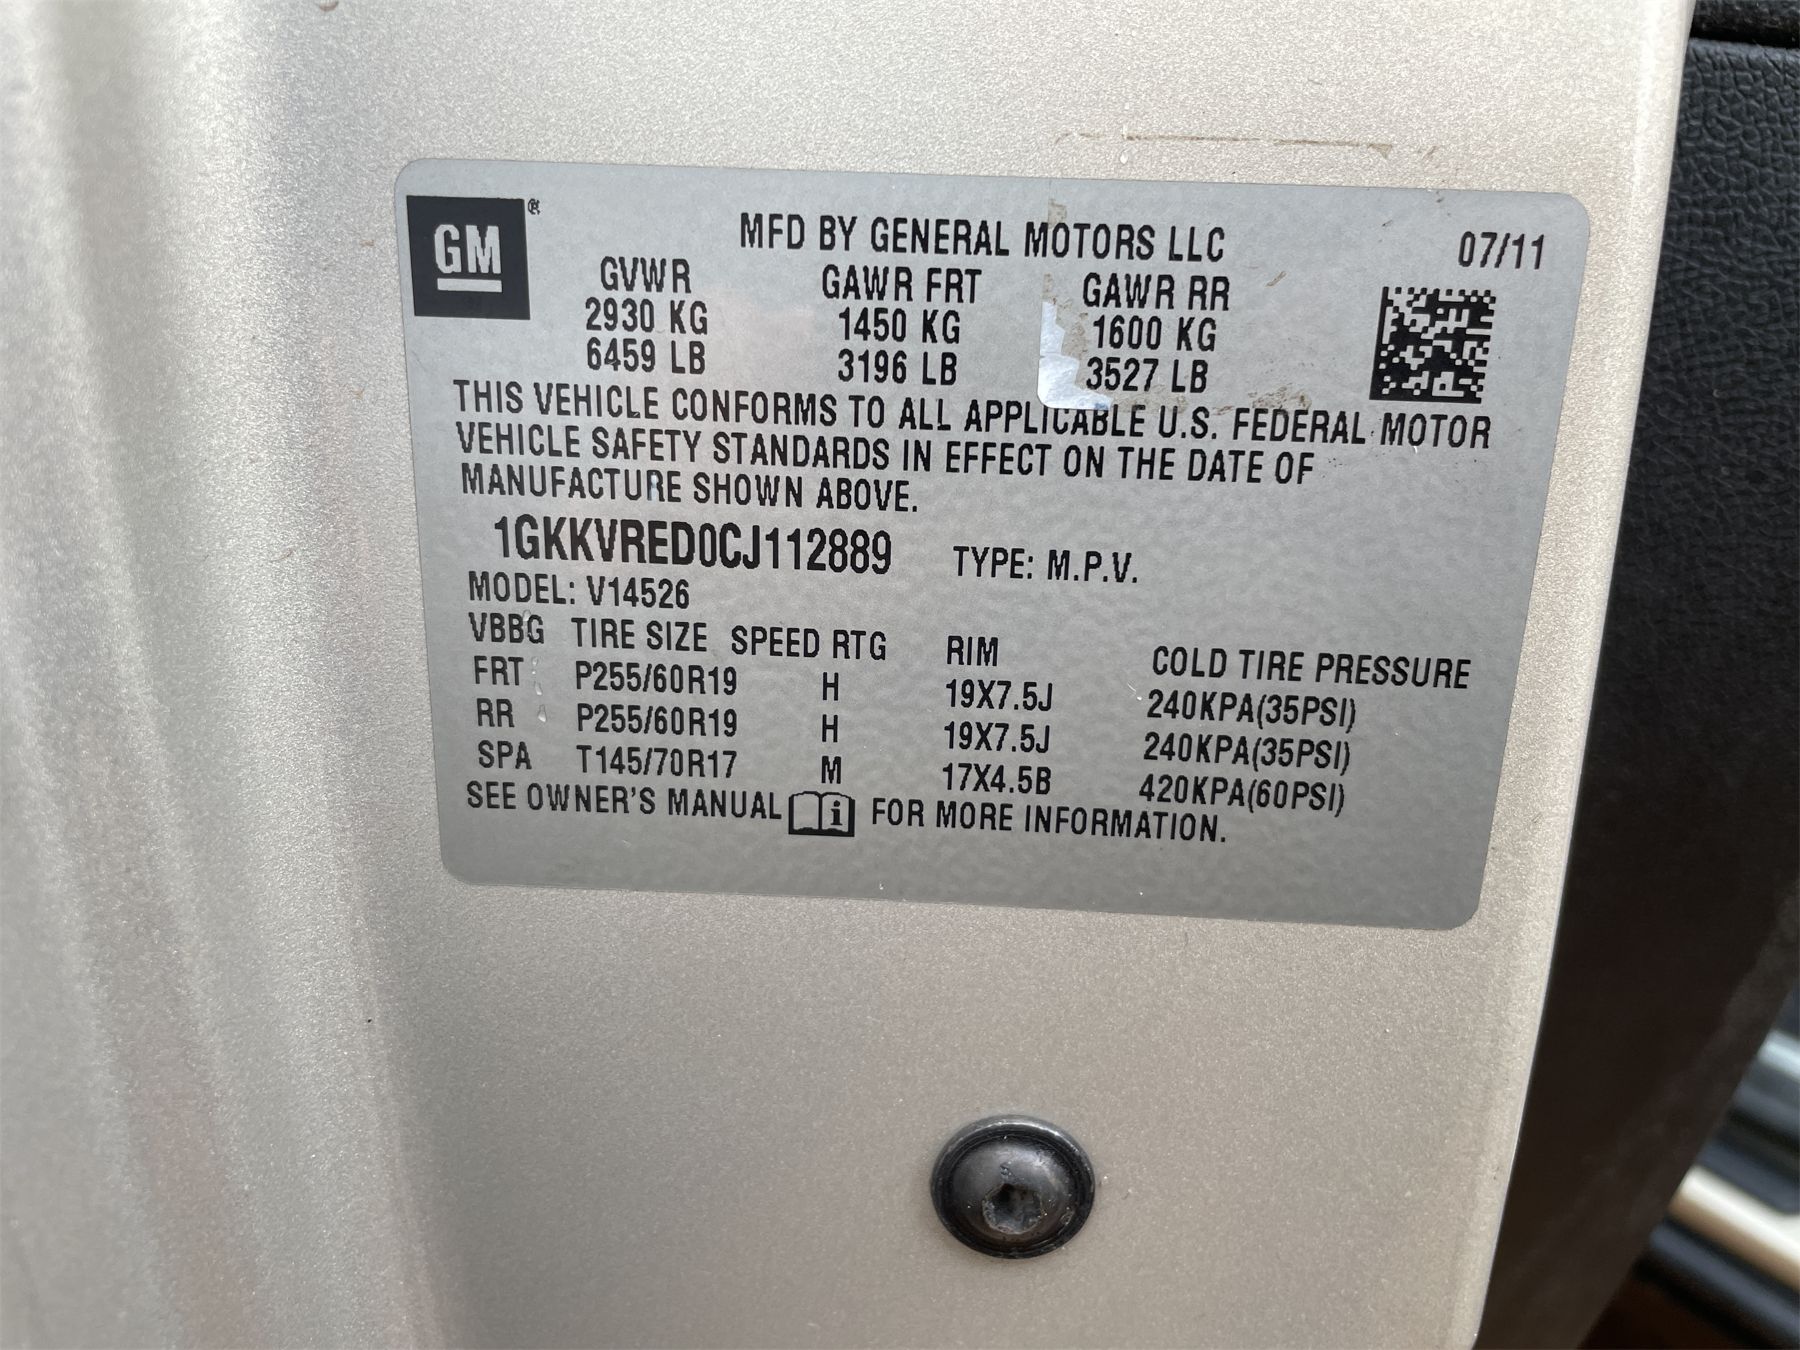 GM ®
MFD BY GENERAL MOTORS LLC 07/11
GVWR GAWR FRT GAWR RR
2930 KG 1450 KG 1600 KG
6459 LB 3196 LB 3527 LB
THIS VEHICLE CONFORMS TO ALL APPLICABLE U.S. FEDERAL MOTOR
VEHICLE SAFETY STANDARDS IN EFFECT ON THE DATE OF
MANUFACTURE SHOWN ABOVE.
1GKKVRED0CJ112889 TYPE: M.P.V.
MODEL: V14526
VBBG TIRE SIZE SPEED RTG RIM COLD TIRE PRESSURE
FRT P255/60R19 H 19X7.5J 240KPA(35PSI)
RR P255/60R19 H 19X7.5J 240KPA(35PSI)
SPA T145/70R17 M 17X4.5B 420KPA(60PSI)
SEE OWNER'S MANUAL i FOR MORE INFORMATION.